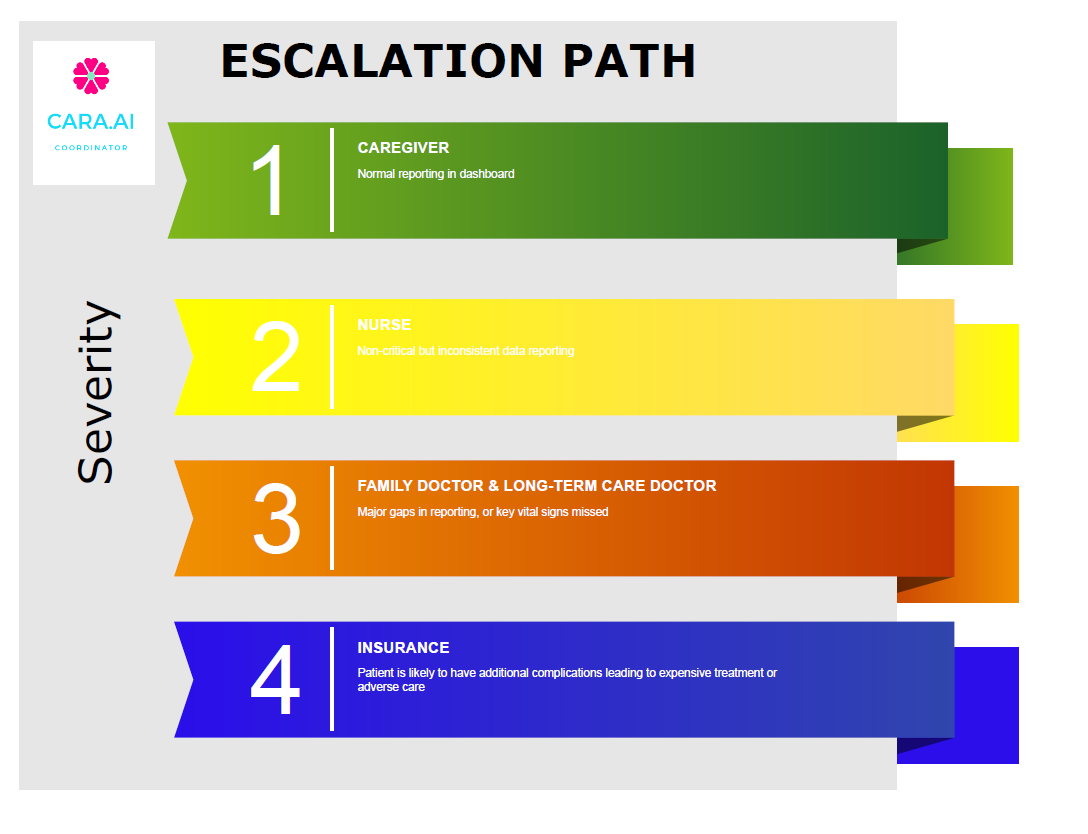 ESCALATION PATH
CARA.AI
COORDINATOR
Severity
1
CAREGIVER
Normal reporting in dashboard
2
NURSE
Non-critical but inconsistent data reporting
3
FAMILY DOCTOR & LONG-TERM CARE DOCTOR
Major gaps in reporting, or key vital signs missed
4
INSURANCE
Patient is likely to have additional complications leading to expensive treatment or
adverse care